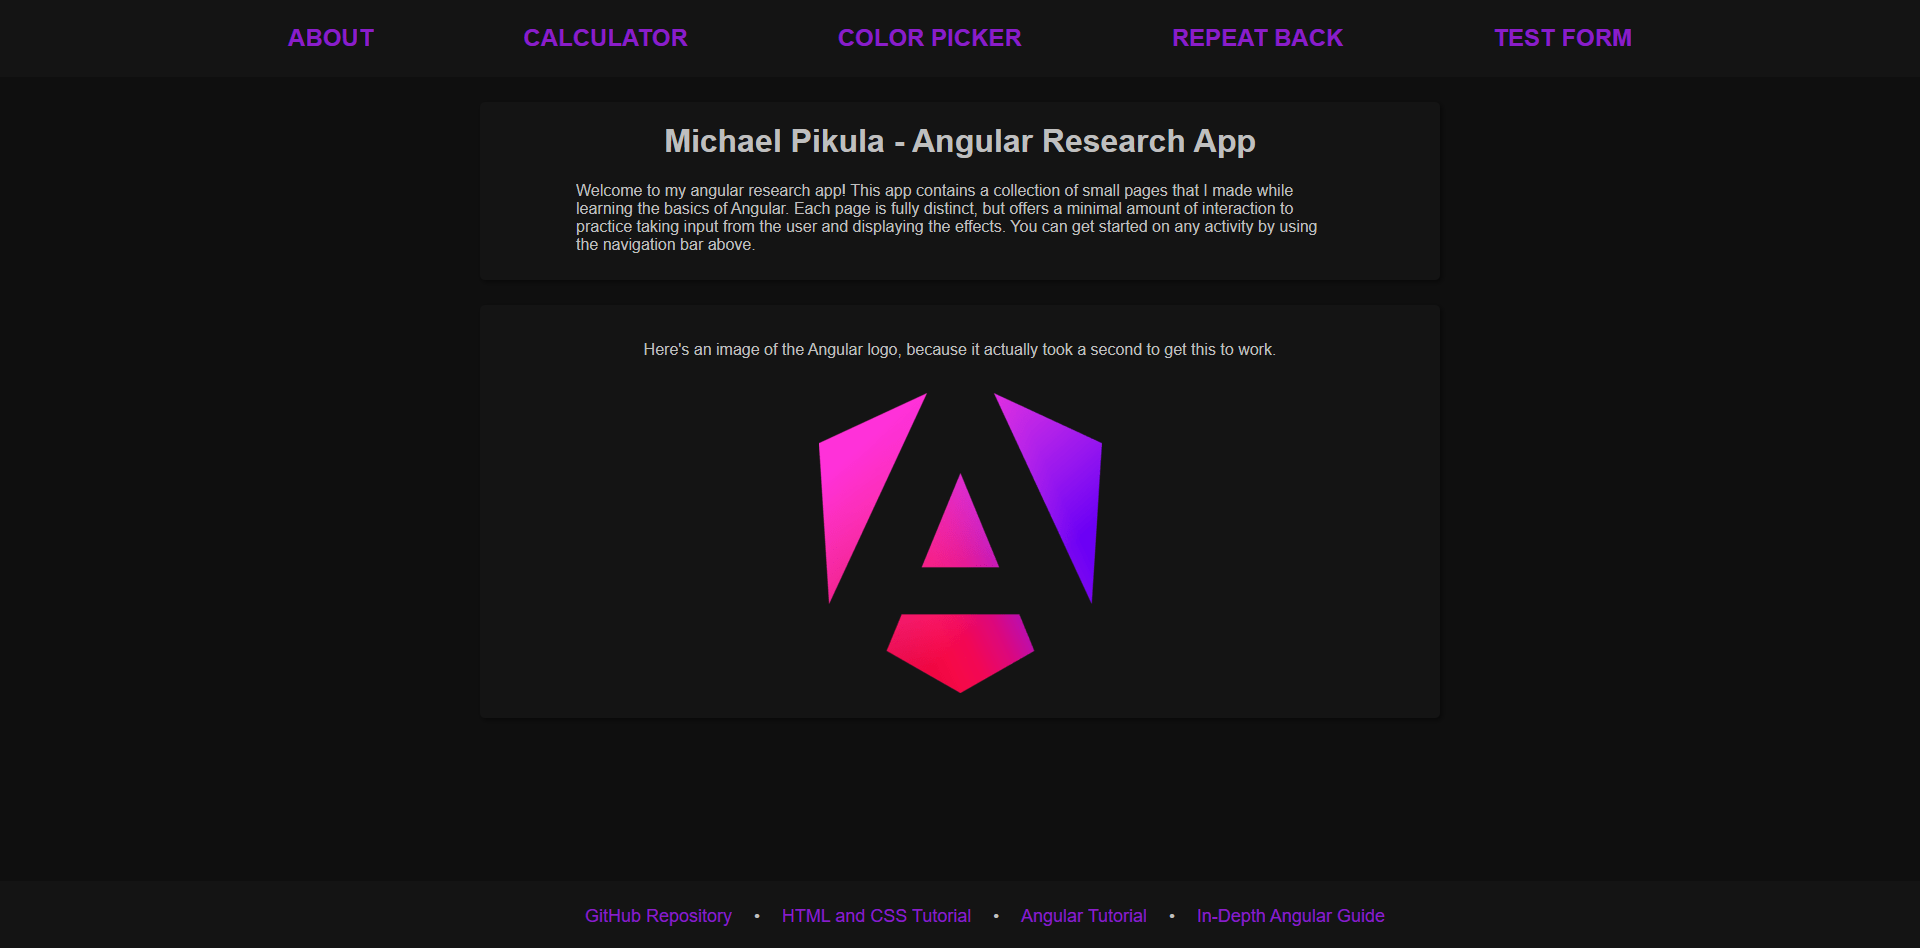 ABOUT CALCULATOR COLOR PICKER REPEAT BACK TEST FORM
Michael Pikula - Angular Research App
Welcome to my angular research app! This app contains a collection of small pages that I made while
learning the basics of Angular. Each page is fully distinct, but offers a minimal amount of interaction to
practice taking input from the user and displaying the effects. You can get started on any activity by using
the navigation bar above.
Here's an image of the Angular logo, because it actually took a second to get this to work.
GitHub Repository • HTML and CSS Tutorial • Angular Tutorial • In-Depth Angular Guide